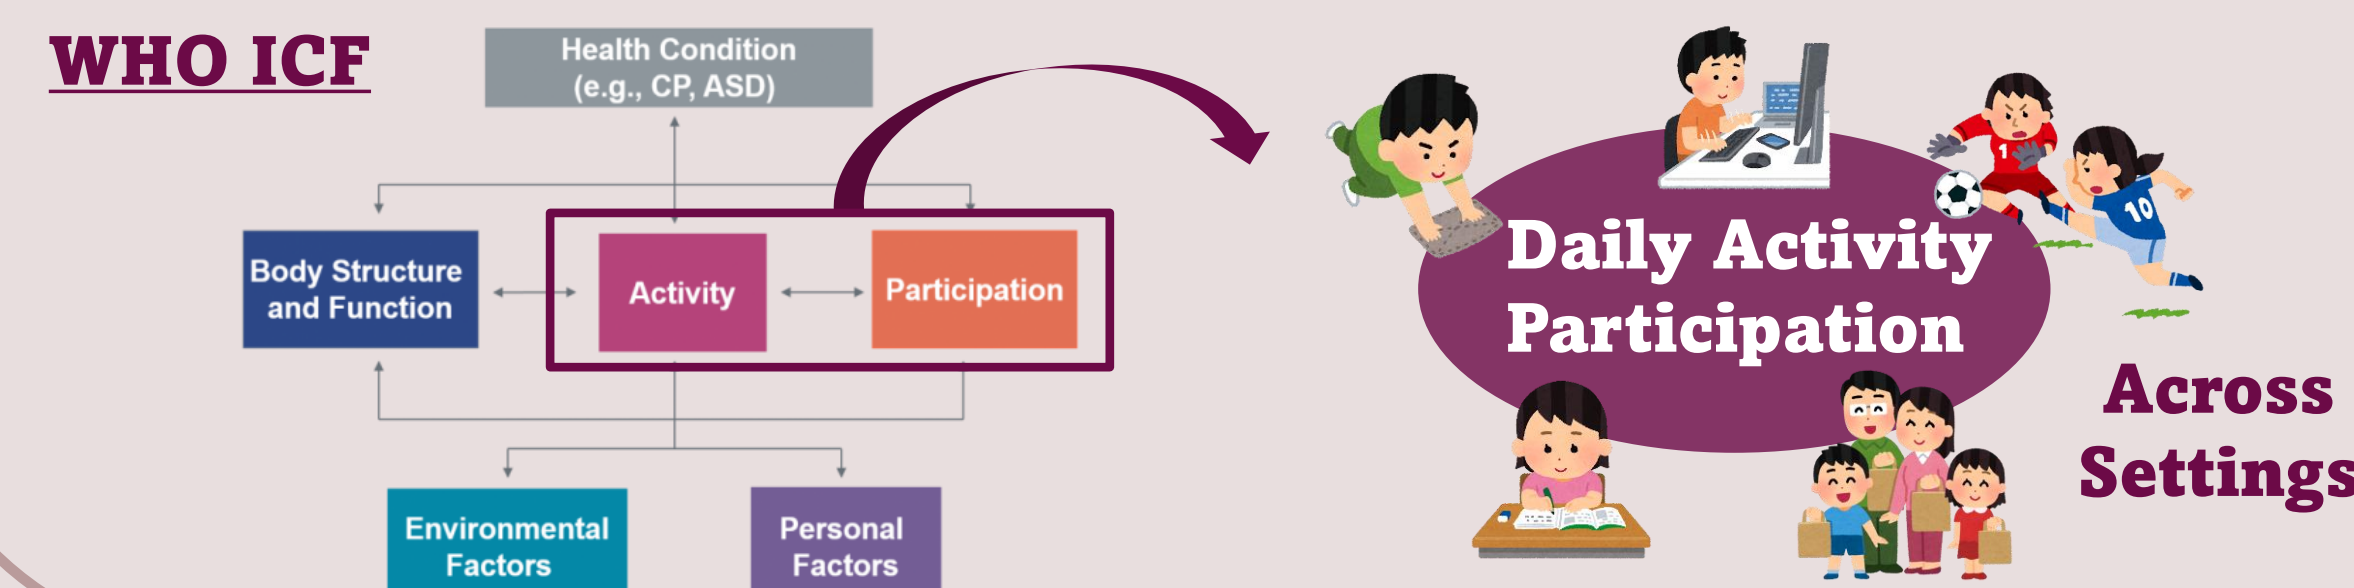 WHO ICF
Health Condition
(e.g., CP, ASD)
Body Structure
and Function
Activity
Participation
Environmental
Factors
Personal
Factors
Daily Activity
Participation
1
10
Across
Settings